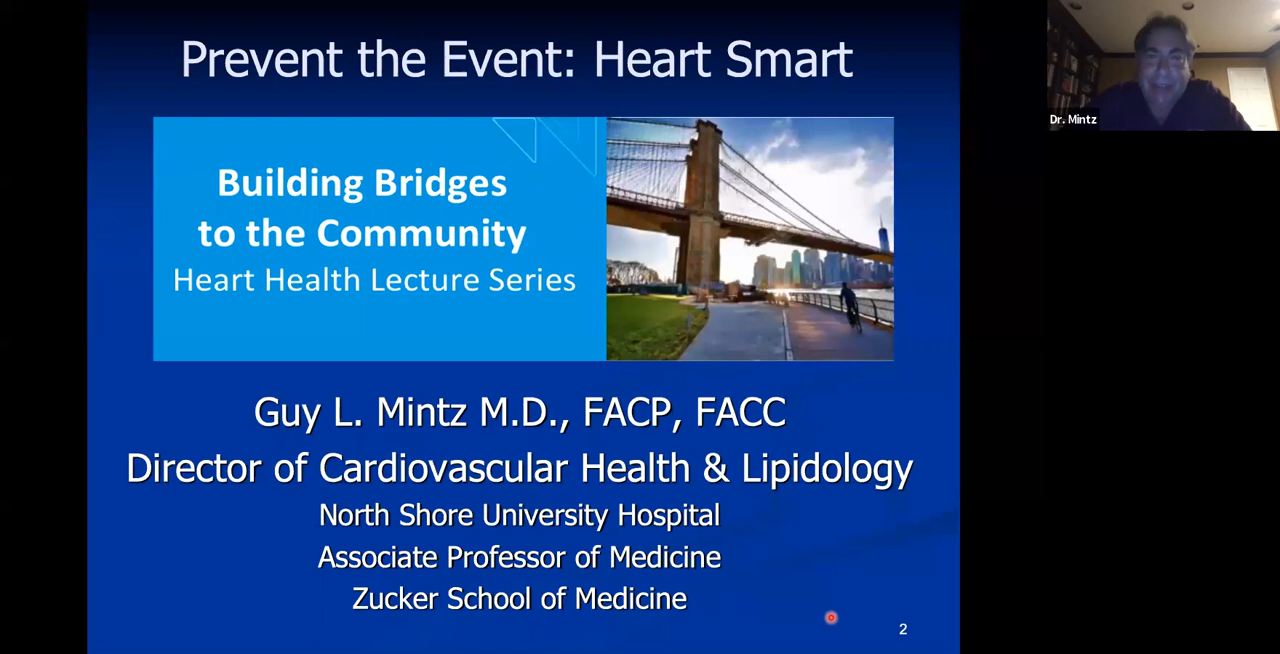 Prevent the Event: Heart Smart
Building Bridges
to the Community
Heart Health Lecture Series
Guy L. Mintz M.D., FACP, FACC
Director of Cardiovascular Health & Lipidology
North Shore University Hospital
Associate Professor of Medicine
Zucker School of Medicine
2
Dr. Mintz